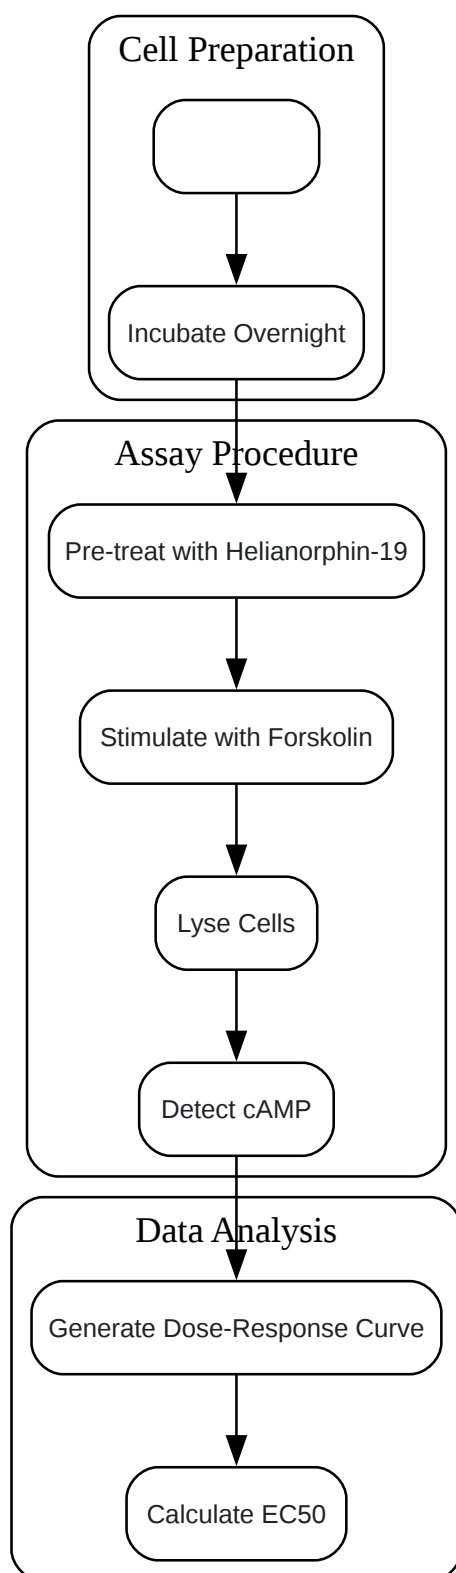 Cell Preparation
Incubate Overnight
Assay Procedure
Pre-treat with Helianorphin-19
Stimulate with Forskolin
Lyse Cells
Detect cAMP
Data Analysis
Generate Dose-Response Curve
Calculate EC50